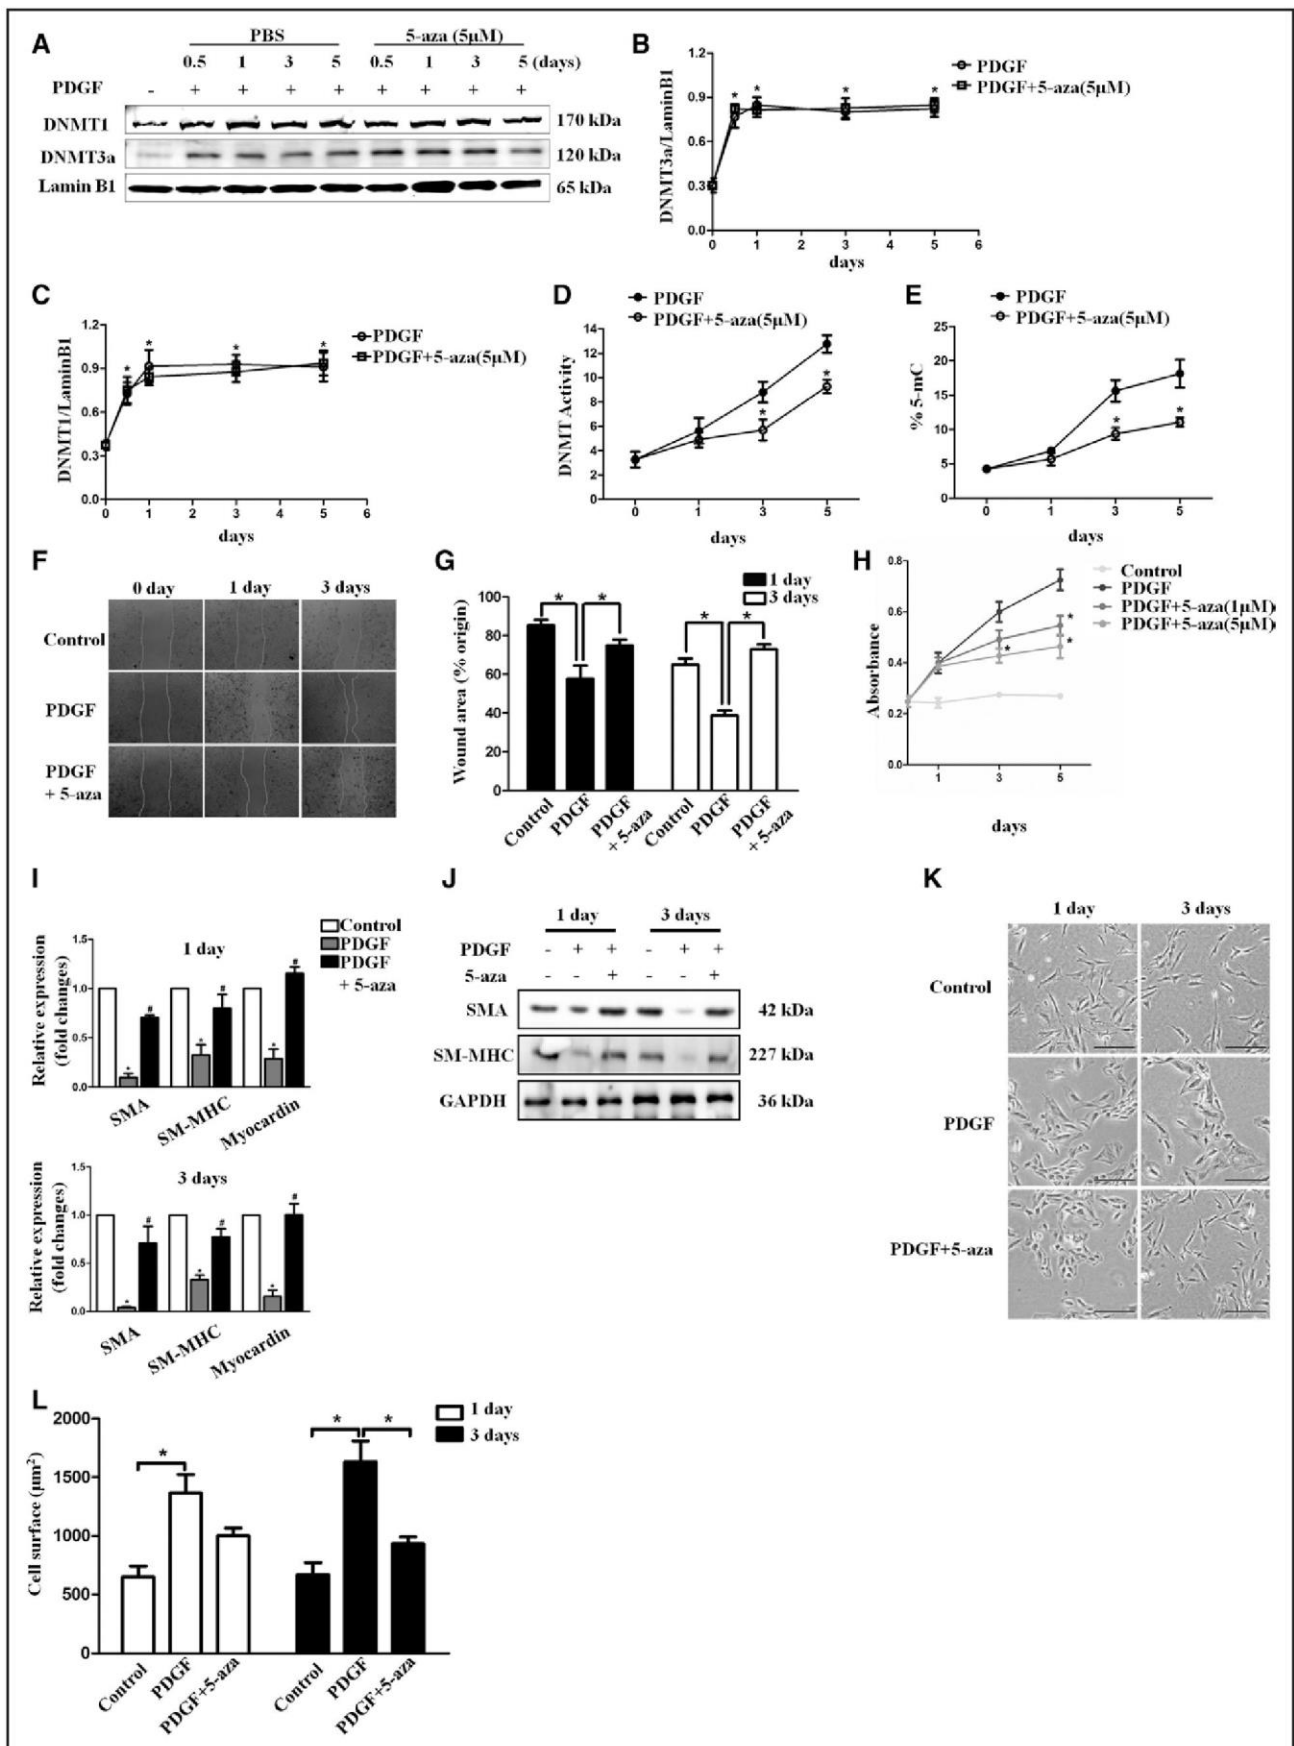 A
PBS 5-aza (5μM)
0.5 1 3 5 0.5 1 3 5 (days)
PDGF - + + + + + + + +
DNMT1 170 kDa
DNMT3a 120 kDa
Lamin B1 65 kDa
B
PDGF
PDGF+5-aza(5μM)
DNMT3a/LaminB1
1.2
0.9
0.6
0.3
0.0
0 1 2 3 4 5 6
days
* * * *
C
PDGF
PDGF+5-aza(5μM)
DNMT1/LaminB1
1.2
0.9
0.6
0.3
0.0
0 1 2 3 4 5 6
days
* * * *
D
PDGF
PDGF+5-aza(5μM)
DNMT Activity
14
12
10
8
6
4
2
0
0 1 3 5
days
* *
E
PDGF
PDGF+5-aza(5μM)
% 5-mC
25
20
15
10
5
0
0 1 3 5
days
* *
F
0 day 1 day 3 days
Control
PDGF
PDGF
+ 5-aza
G
1 day
3 days
Wound area (% origin)
100
80
60
40
20
0
* * * *
Control PDGF PDGF + 5-aza Control PDGF PDGF + 5-aza
H
Control
PDGF
PDGF+5-aza(1μM)
PDGF+5-aza(5μM)
Absorbance
0.8
0.6
0.4
0.2
0.0
1 3 5
days
* * *
I
Control
PDGF
PDGF
+ 5-aza
1 day
Relative expression
(fold changes)
1.5
1.0
0.5
0.0
* # * # * #
SMA SM-MHC Myocardin
3 days
Relative expression
(fold changes)
1.5
1.0
0.5
0.0
* # * # * #
SMA SM-MHC Myocardin
J
1 day 3 days
PDGF - + + - + +
5-aza - - + - - +
SMA 42 kDa
SM-MHC 227 kDa
GAPDH 36 kDa
K
1 day 3 days
Control
PDGF
PDGF+5-aza
L
1 day
3 days
Cell surface (μm²)
2000
1500
1000
500
0
* * *
Control PDGF PDGF+5-aza Control PDGF PDGF+5-aza